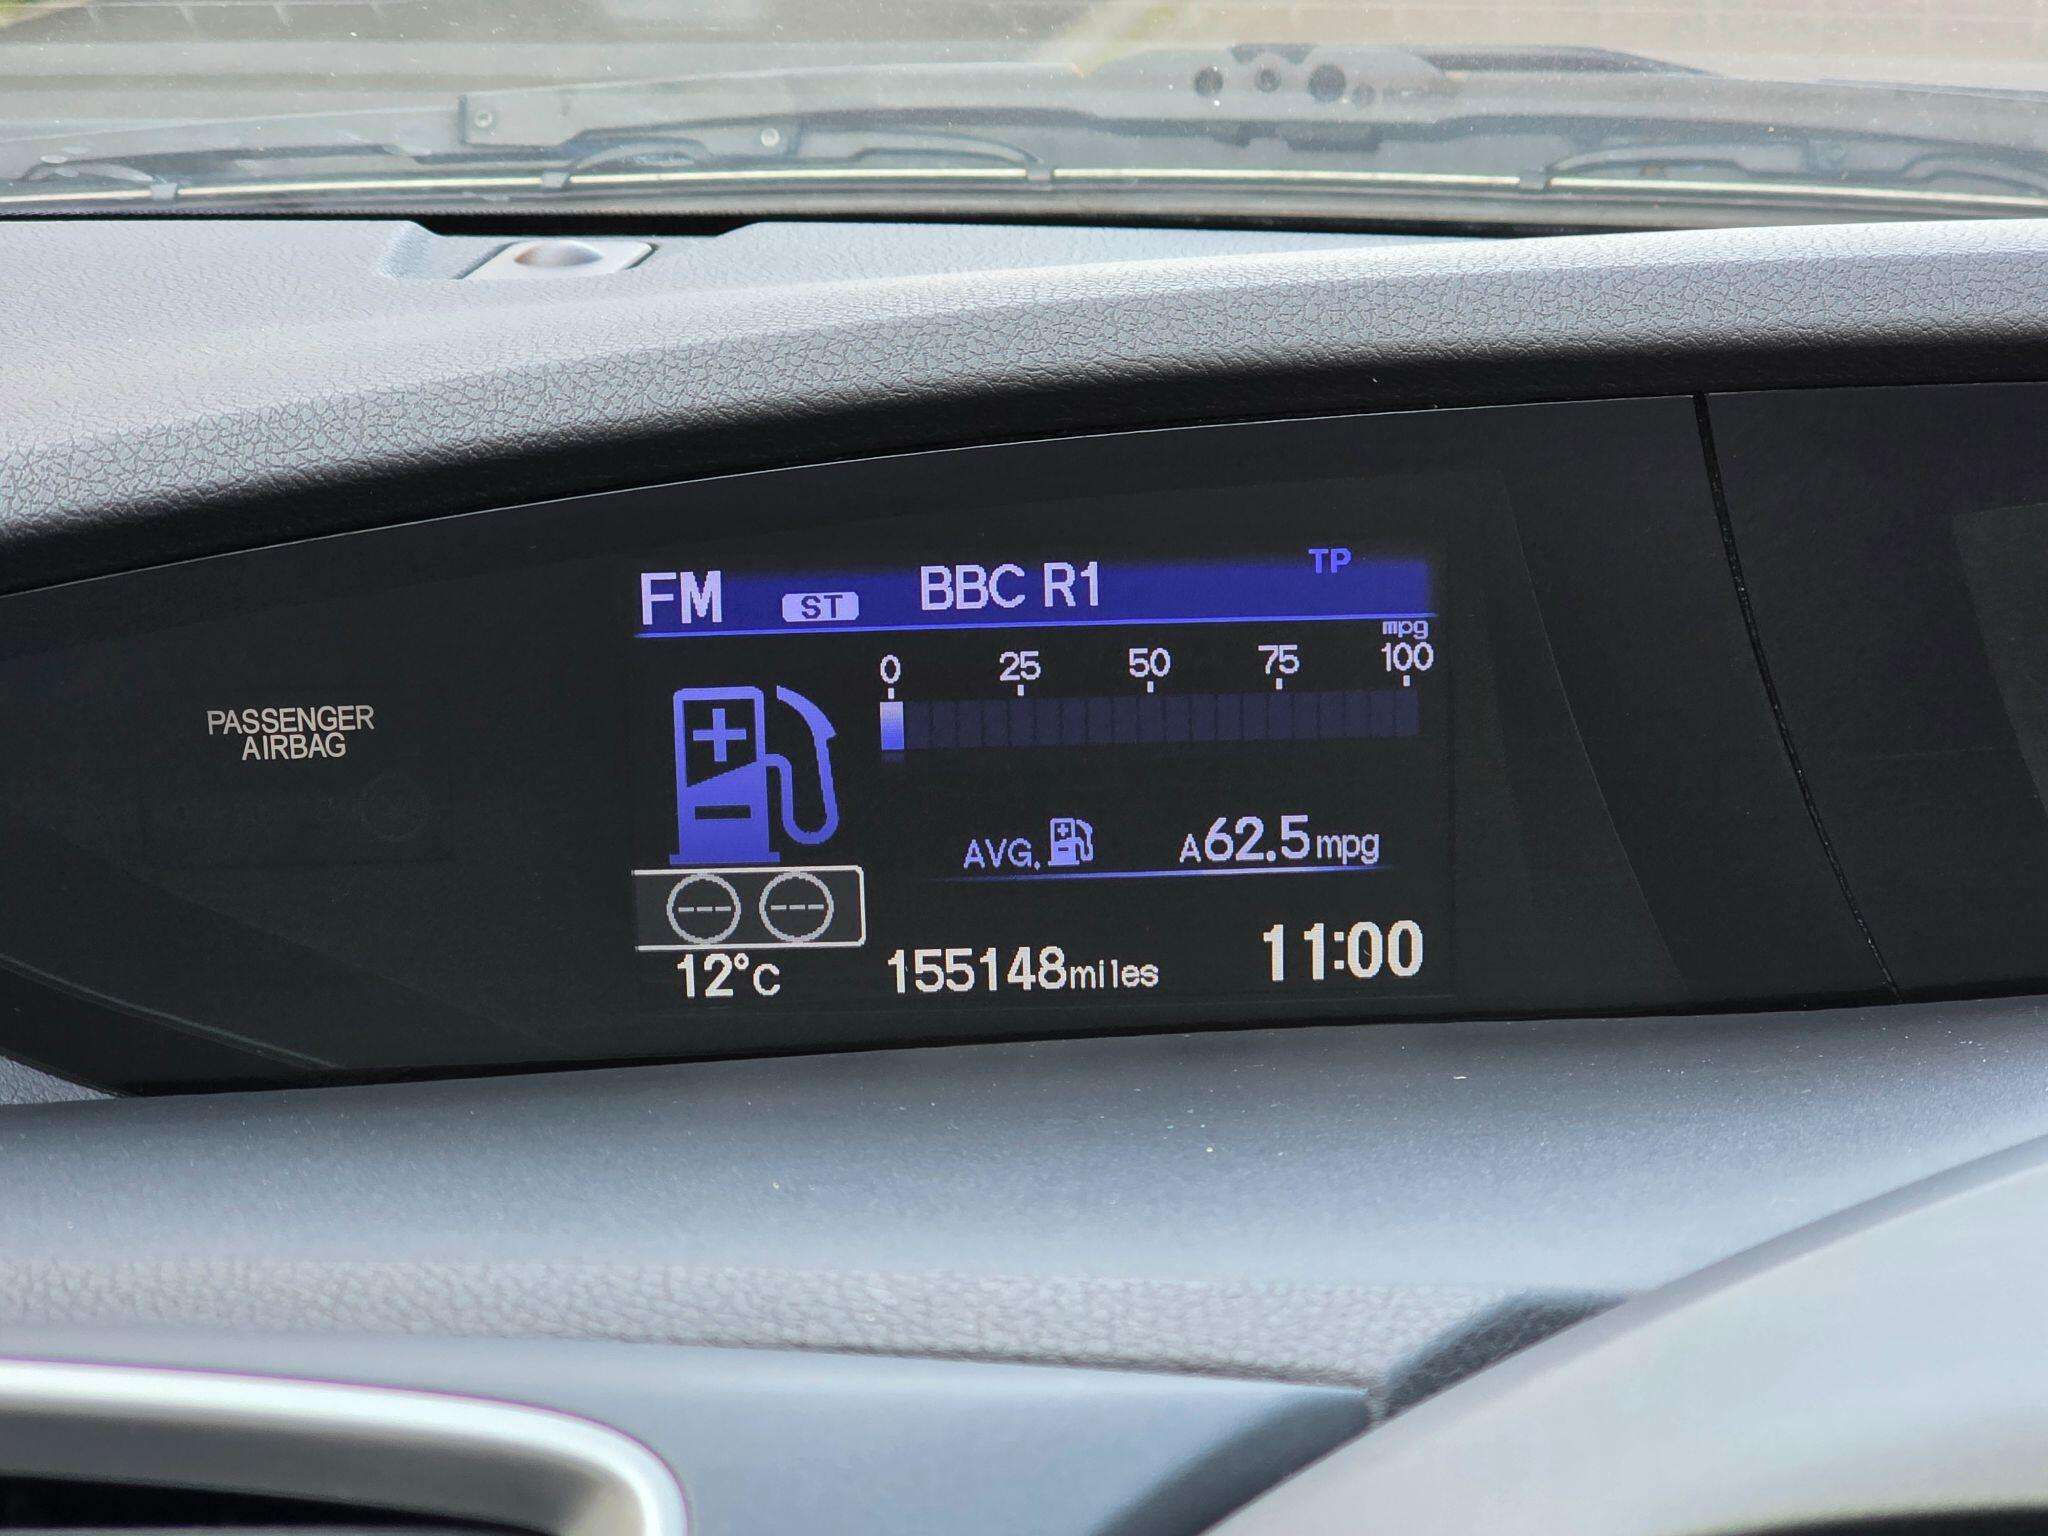 FM ST BBC R1 TP
mpg
0 25 50 75 100
PASSENGER
AIRBAG
AVG. A62.5mpg
--- ---
12°C 155148miles 11:00